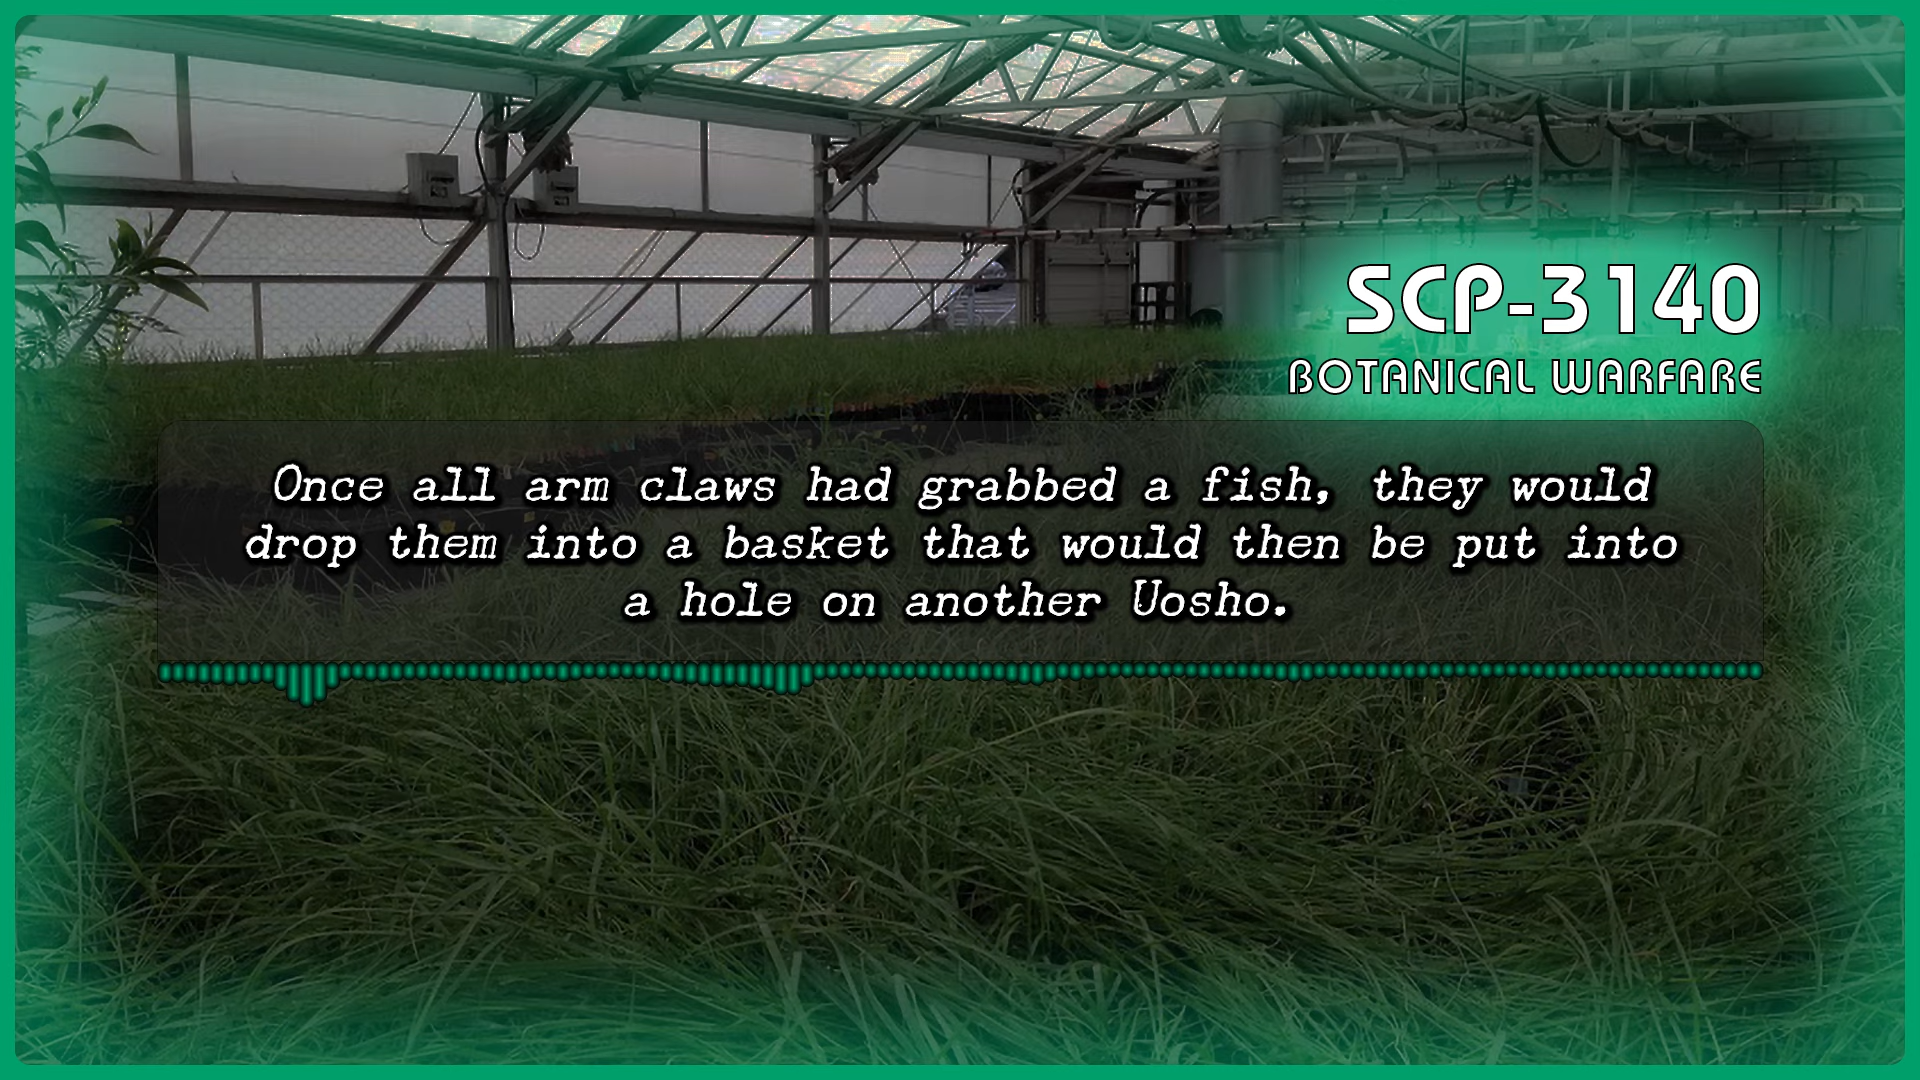 SCP-3140
BOTANICAL WARFARE
Once all arm claws had grabbed a fish, they would
drop them into a basket that would then be put into
a hole on another Uosho.